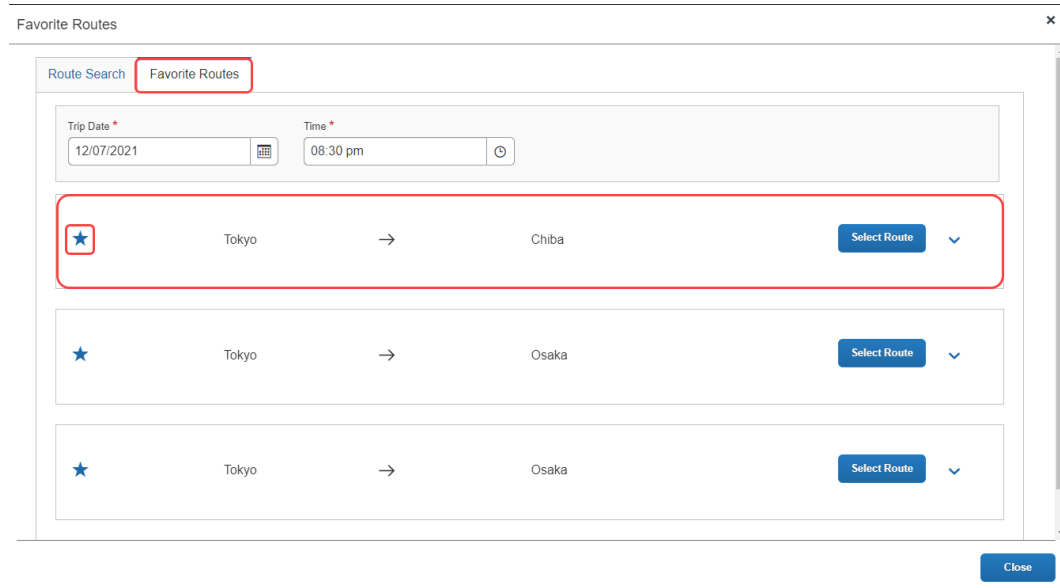 Favorite Routes
×
Route Search Favorite Routes
Trip Date * Time *
12/07/2021 08:30 pm
Tokyo → Chiba Select Route
Tokyo → Osaka Select Route
Tokyo → Osaka Select Route
Close